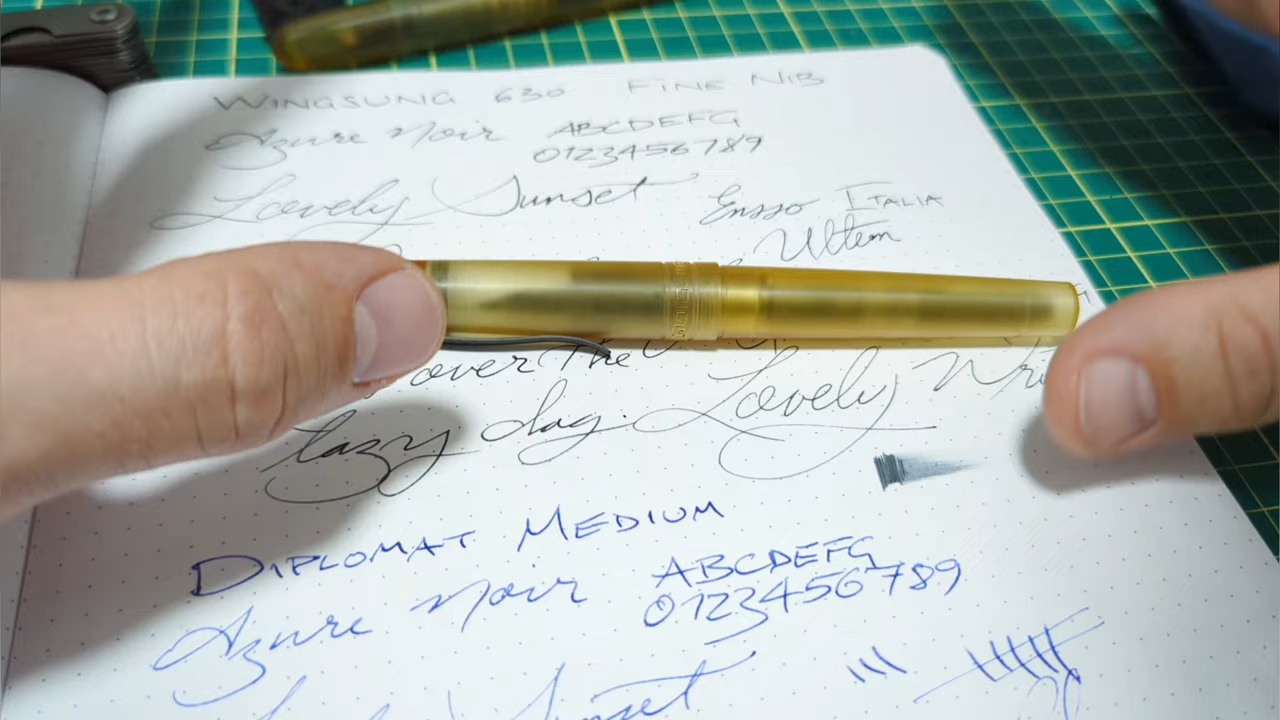 WINGSUNG 630 FINE NIB
Azure Noir ABCDEFG
0123456789
Lovely Sunset Ensso ITALIA
Ultem
over The
lazy dog. Lovely
DIPLOMAT MEDIUM
Azure noir ABCDEFG
0123456789
Sunset